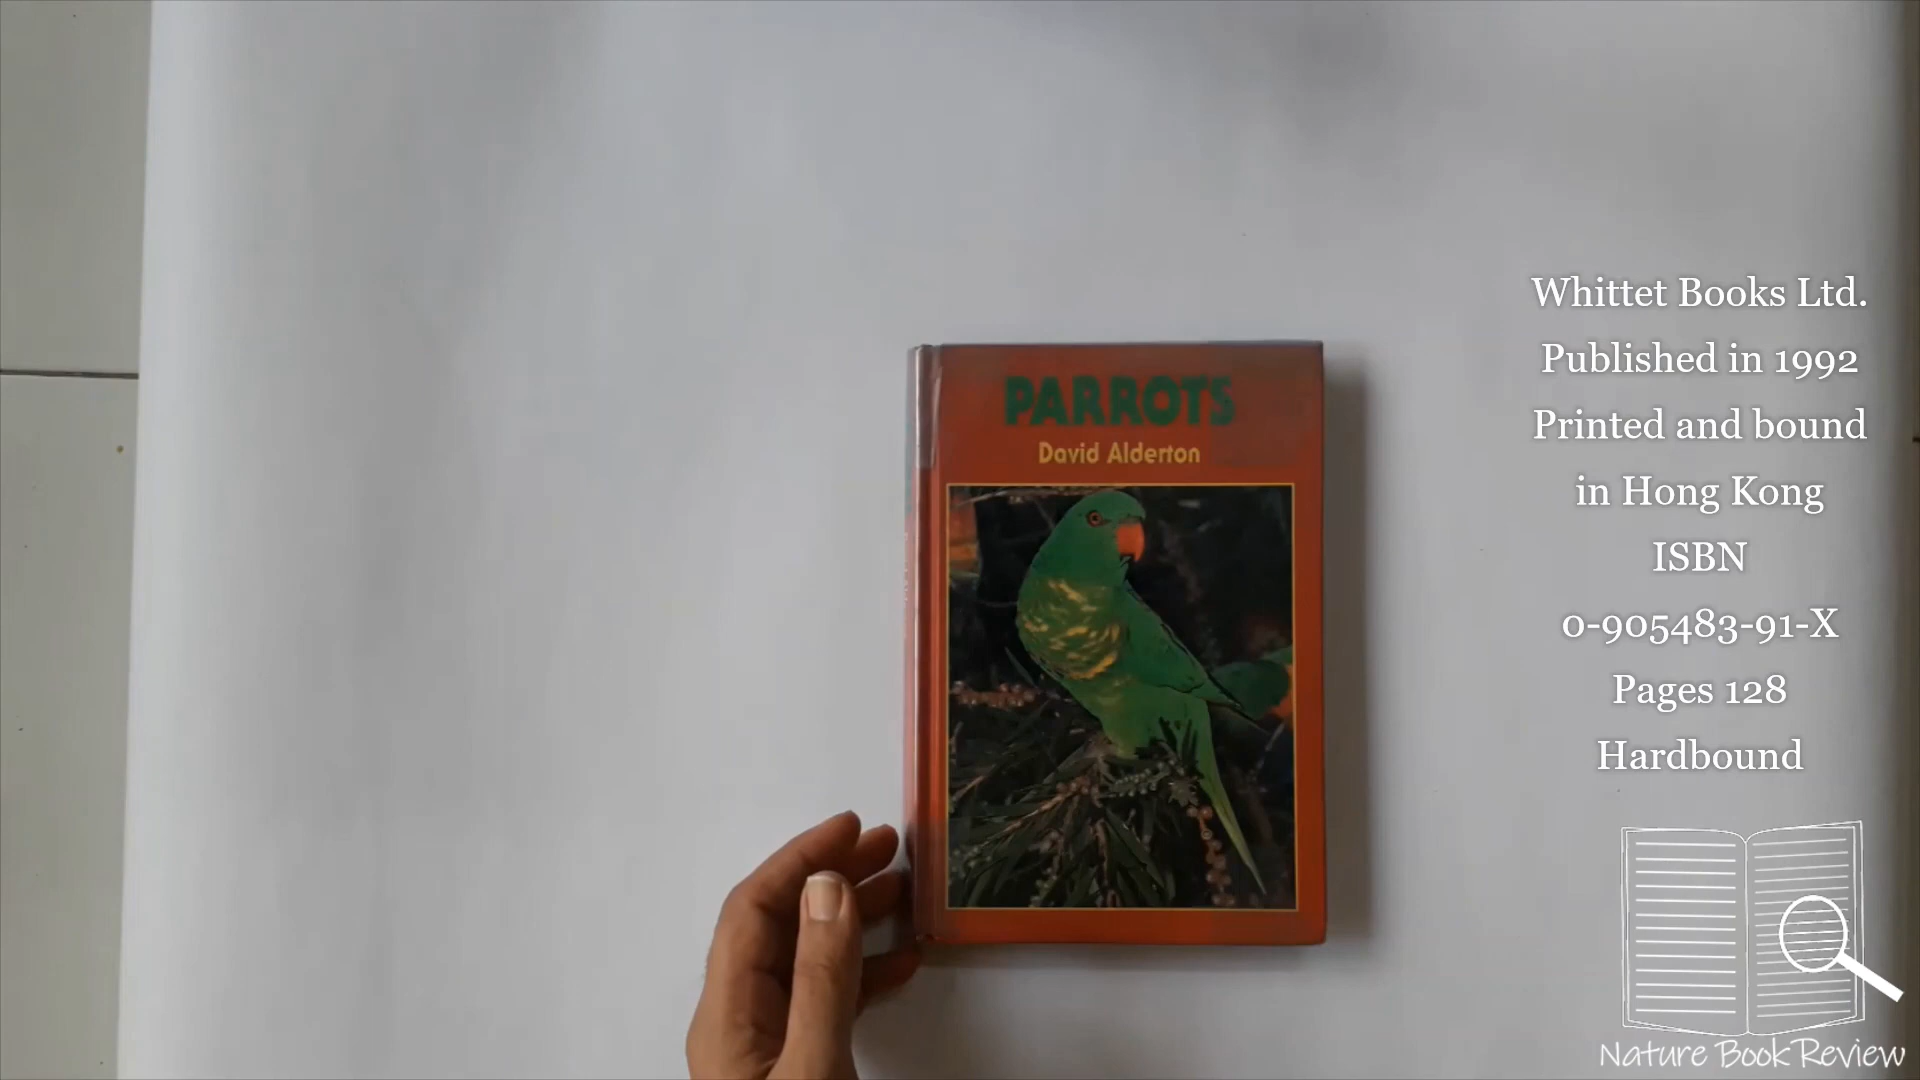 PARROTS
David Alderton
Whittet Books Ltd.
Published in 1992
Printed and bound
in Hong Kong
ISBN
0-905483-91-X
Pages 128
Hardbound
Nature Book Review